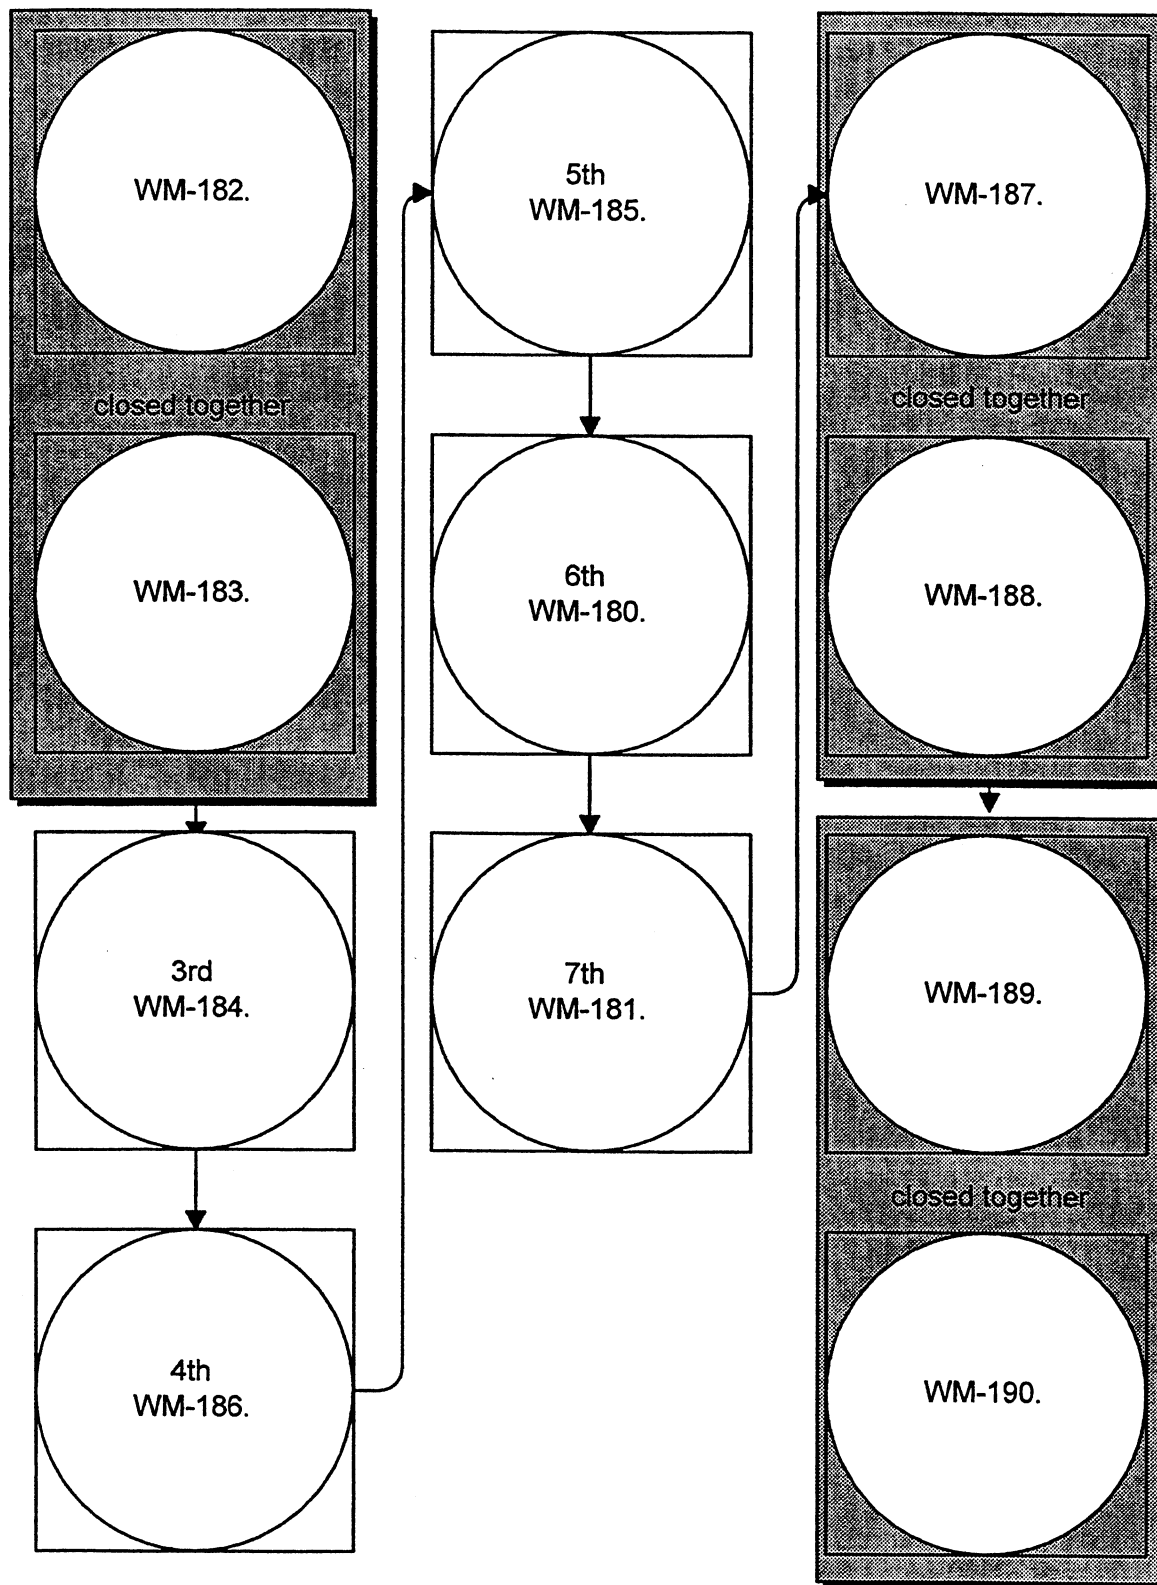 WM-182.
closed together
WM-183.
3rd
WM-184.
4th
WM-186.
5th
WM-185.
6th
WM-180.
7th
WM-181.
WM-187.
closed together
WM-188.
WM-189.
closed together
WM-190.